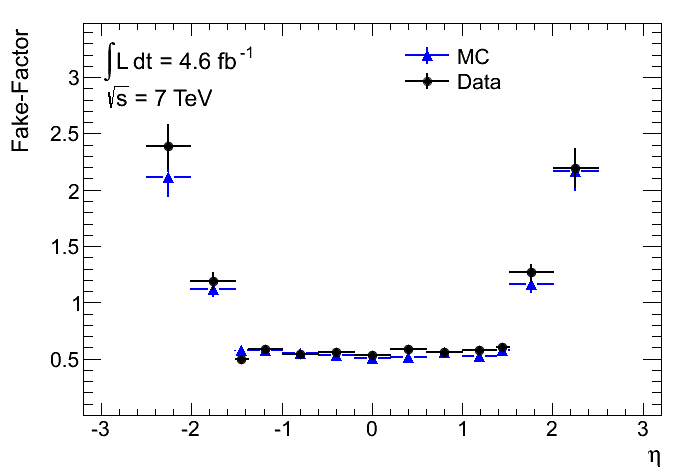 Fake-Factor
∫L dt = 4.6 fb⁻¹
√s = 7 TeV
MC
Data
3
2.5
2
1.5
1
0.5
-3 -2 -1 0 1 2 3
η